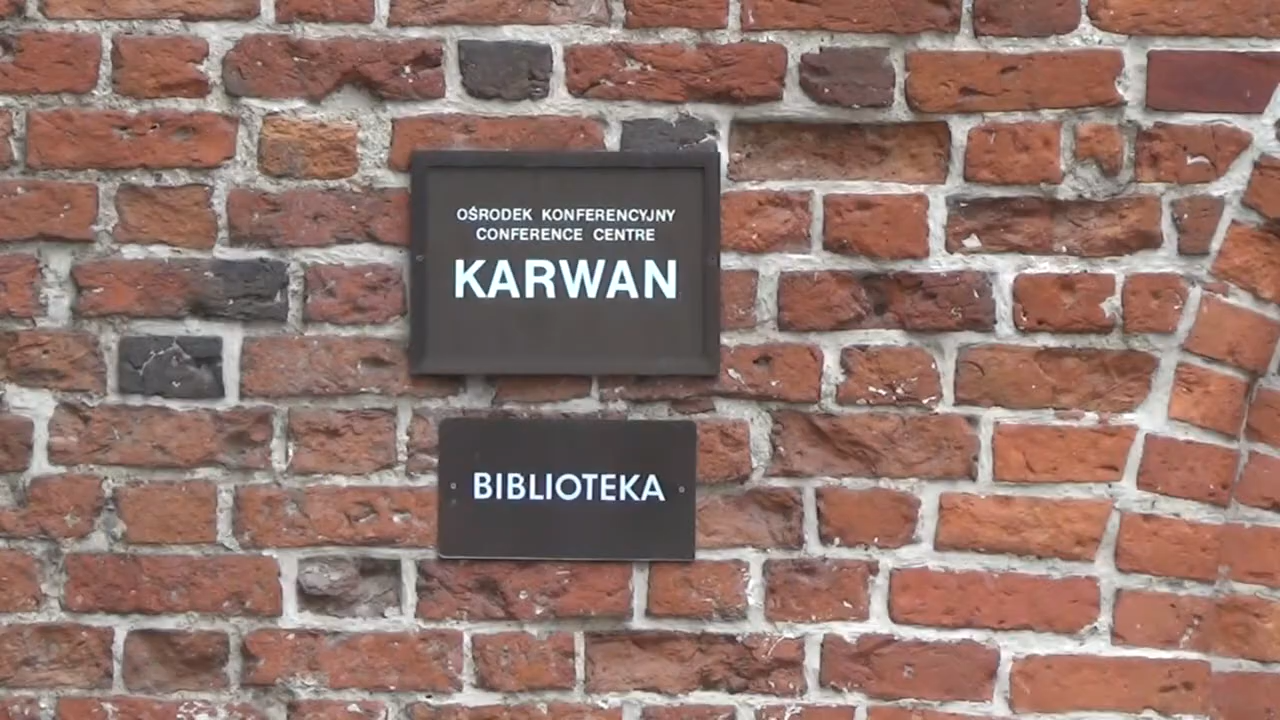 OŚRODEK KONFERENCYJNY
CONFERENCE CENTRE
KARWAN
BIBLIOTEKA